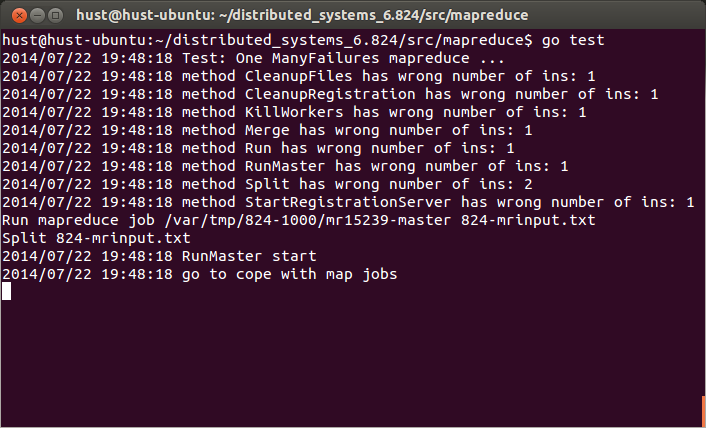 hust@hust-ubuntu: ~/distributed_systems_6.824/src/mapreduce
hust@hust-ubuntu:~/distributed_systems_6.824/src/mapreduce$ go test
2014/07/22 19:48:18 Test: One ManyFailures mapreduce ...
2014/07/22 19:48:18 method CleanupFiles has wrong number of ins: 1
2014/07/22 19:48:18 method CleanupRegistration has wrong number of ins: 1
2014/07/22 19:48:18 method KillWorkers has wrong number of ins: 1
2014/07/22 19:48:18 method Merge has wrong number of ins: 1
2014/07/22 19:48:18 method Run has wrong number of ins: 1
2014/07/22 19:48:18 method RunMaster has wrong number of ins: 1
2014/07/22 19:48:18 method Split has wrong number of ins: 2
2014/07/22 19:48:18 method StartRegistrationServer has wrong number of ins: 1
Run mapreduce job /var/tmp/824-1000/mr15239-master 824-mrinput.txt
Split 824-mrinput.txt
2014/07/22 19:48:18 RunMaster start
2014/07/22 19:48:18 go to cope with map jobs